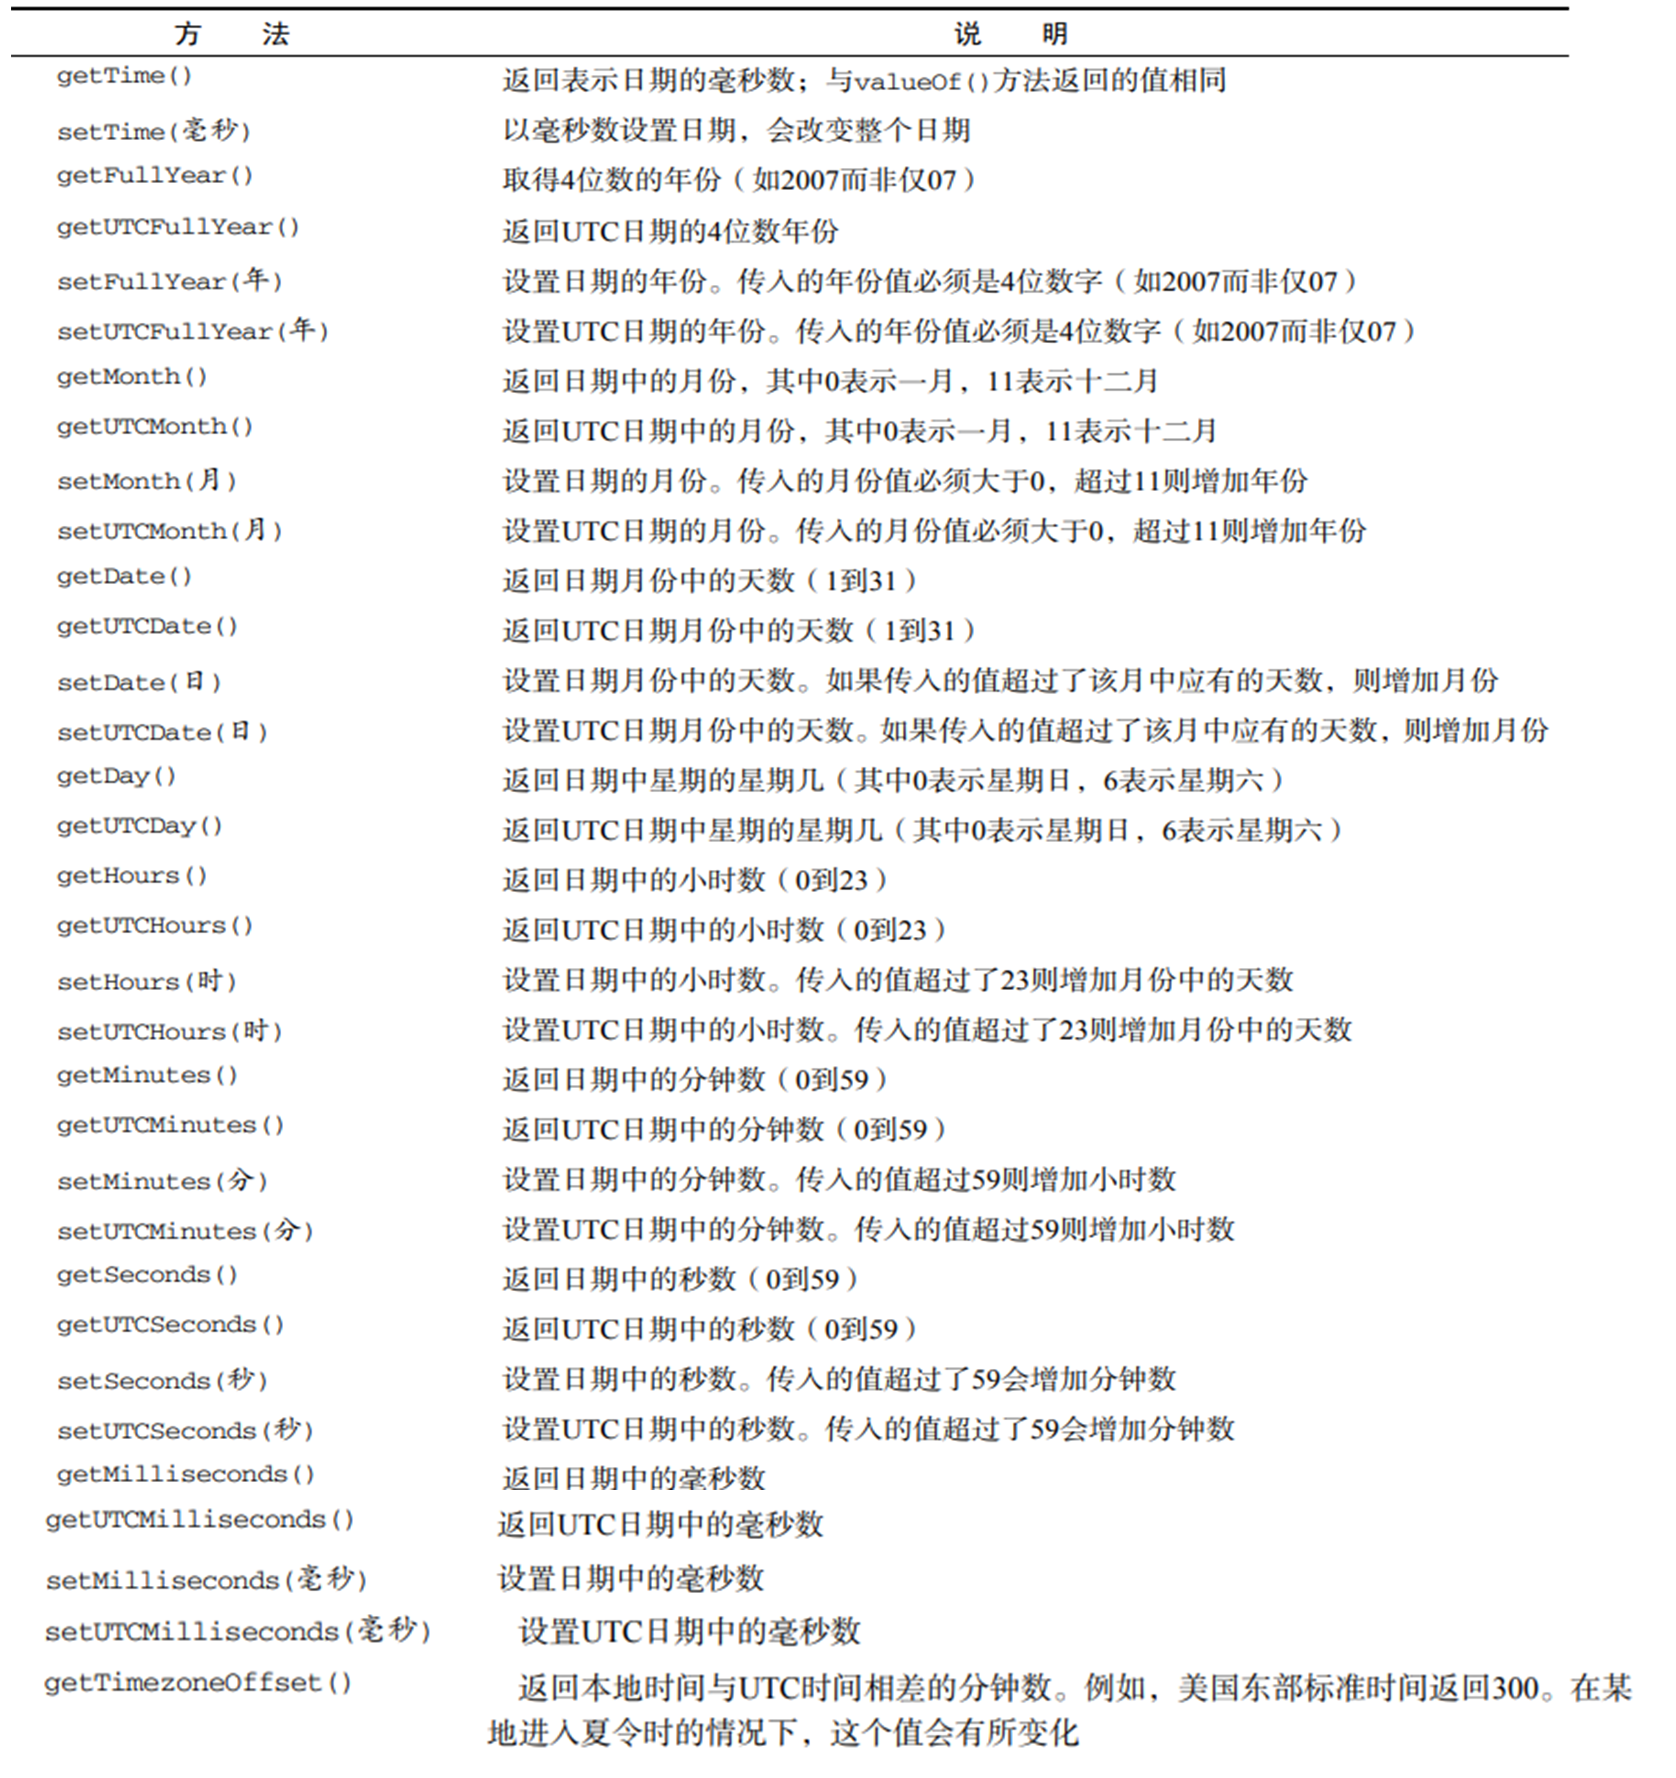 方 法 说 明
getTime() 返回表示日期的毫秒数；与valueOf()方法返回的值相同
setTime(毫秒) 以毫秒数设置日期，会改变整个日期
getFullYear() 取得4位数的年份（如2007而非仅07）
getUTCFullYear() 返回UTC日期的4位数年份
setFullYear(年) 设置日期的年份。传入的年份值必须是4位数字（如2007而非仅07）
setUTCFullYear(年) 设置UTC日期的年份。传入的年份值必须是4位数字（如2007而非仅07）
getMonth() 返回日期中的月份，其中0表示一月，11表示十二月
getUTCMonth() 返回UTC日期中的月份，其中0表示一月，11表示十二月
setMonth(月) 设置日期的月份。传入的月份值必须大于0，超过11则增加年份
setUTCMonth(月) 设置UTC日期的月份。传入的月份值必须大于0，超过11则增加年份
getDate() 返回日期月份中的天数（1到31）
getUTCDate() 返回UTC日期月份中的天数（1到31）
setDate(日) 设置日期月份中的天数。如果传入的值超过了该月中应有的天数，则增加月份
setUTCDate(日) 设置UTC日期月份中的天数。如果传入的值超过了该月中应有的天数，则增加月份
getDay() 返回日期中星期的星期几（其中0表示星期日，6表示星期六）
getUTCDay() 返回UTC日期中星期的星期几（其中0表示星期日，6表示星期六）
getHours() 返回日期中的小时数（0到23）
getUTCHours() 返回UTC日期中的小时数（0到23）
setHours(时) 设置日期中的小时数。传入的值超过了23则增加月份中的天数
setUTCHours(时) 设置UTC日期中的小时数。传入的值超过了23则增加月份中的天数
getMinutes() 返回日期中的分钟数（0到59）
getUTCMinutes() 返回UTC日期中的分钟数（0到59）
setMinutes(分) 设置日期中的分钟数。传入的值超过59则增加小时数
setUTCMinutes(分) 设置UTC日期中的分钟数。传入的值超过59则增加小时数
getSeconds() 返回日期中的秒数（0到59）
getUTCSeconds() 返回UTC日期中的秒数（0到59）
setSeconds(秒) 设置日期中的秒数。传入的值超过了59会增加分钟数
setUTCSeconds(秒) 设置UTC日期中的秒数。传入的值超过了59会增加分钟数
getMilliseconds() 返回日期中的毫秒数
getUTCMilliseconds() 返回UTC日期中的毫秒数
setMilliseconds(毫秒) 设置日期中的毫秒数
setUTCMilliseconds(毫秒) 设置UTC日期中的毫秒数
getTimezoneOffset() 返回本地时间与UTC时间相差的分钟数。例如，美国东部标准时间返回300。在某
地进入夏令时的情况下，这个值会有所变化